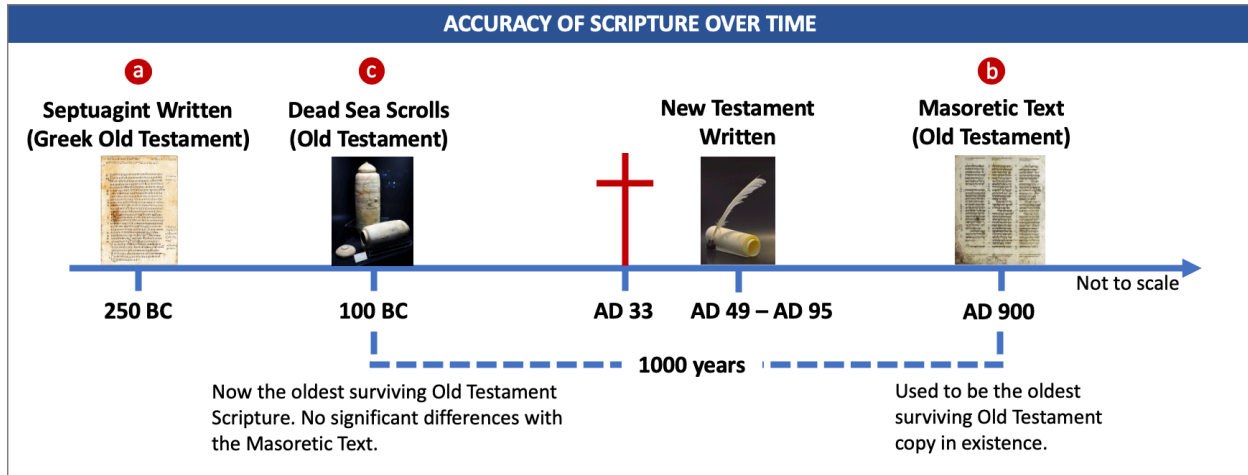 ACCURACY OF SCRIPTURE OVER TIME
a
Septuagint Written
(Greek Old Testament)
c
Dead Sea Scrolls
(Old Testament)
New Testament
Written
b
Masoretic Text
(Old Testament)
Not to scale
250 BC
100 BC
AD 33
AD 49 – AD 95
AD 900
1000 years
Now the oldest surviving Old Testament
Scripture. No significant differences with
the Masoretic Text.
Used to be the oldest
surviving Old Testament
copy in existence.